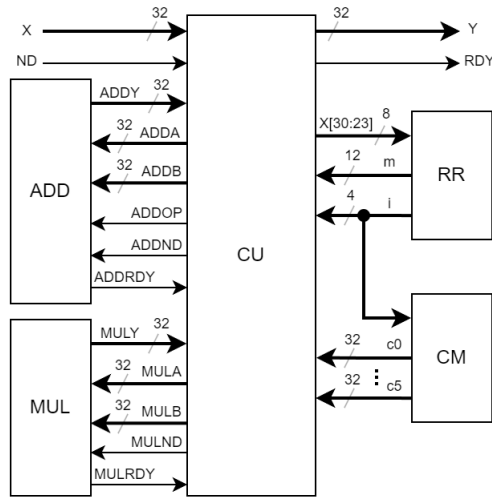 X 32 32 Y
ND RDY
ADDY 32
32 ADDA X[30:23] 8
32 ADDB 12 m
ADD RR
ADDOP 4 i
ADDND
CU
ADDRDY
MULY 32
32 MULA 32 c0
CM
32 MULB 32 c5
MUL
MULND
MULRDY